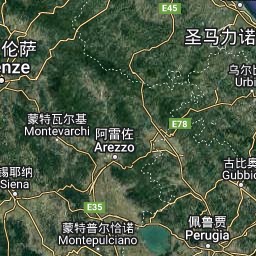 E45
圣马力诺
伦萨
enze
乌尔比
Urbi
E78
蒙特瓦尔基
Montevarchi
阿雷佐
Arezzo
锡耶纳
Siena
古比奥
Gubbio
E35
蒙特普尔恰诺
Montepulciano
佩鲁贾
Perugia